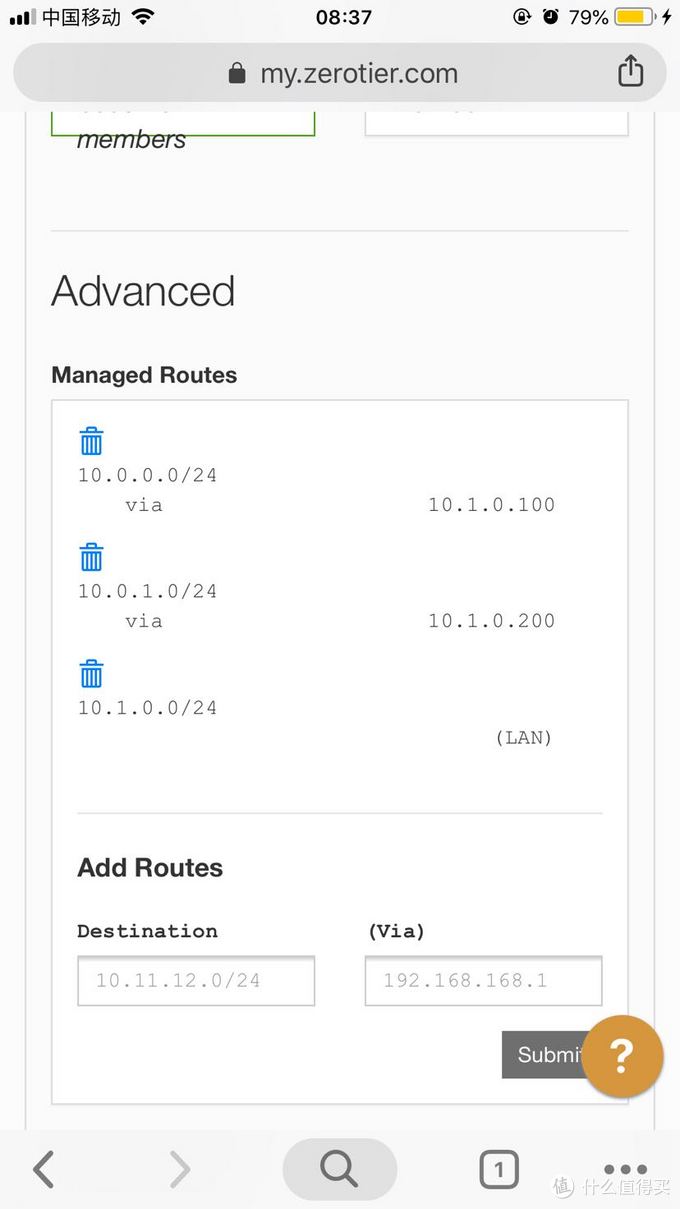 中国移动
08:37
79%
my.zerotier.com
members
Advanced
Managed Routes
10.0.0.0/24
via 10.1.0.100
10.0.1.0/24
via 10.1.0.200
10.1.0.0/24
(LAN)
Add Routes
Destination (Via)
10.11.12.0/24 192.168.168.1
Submi
?
1
值 什么值得买